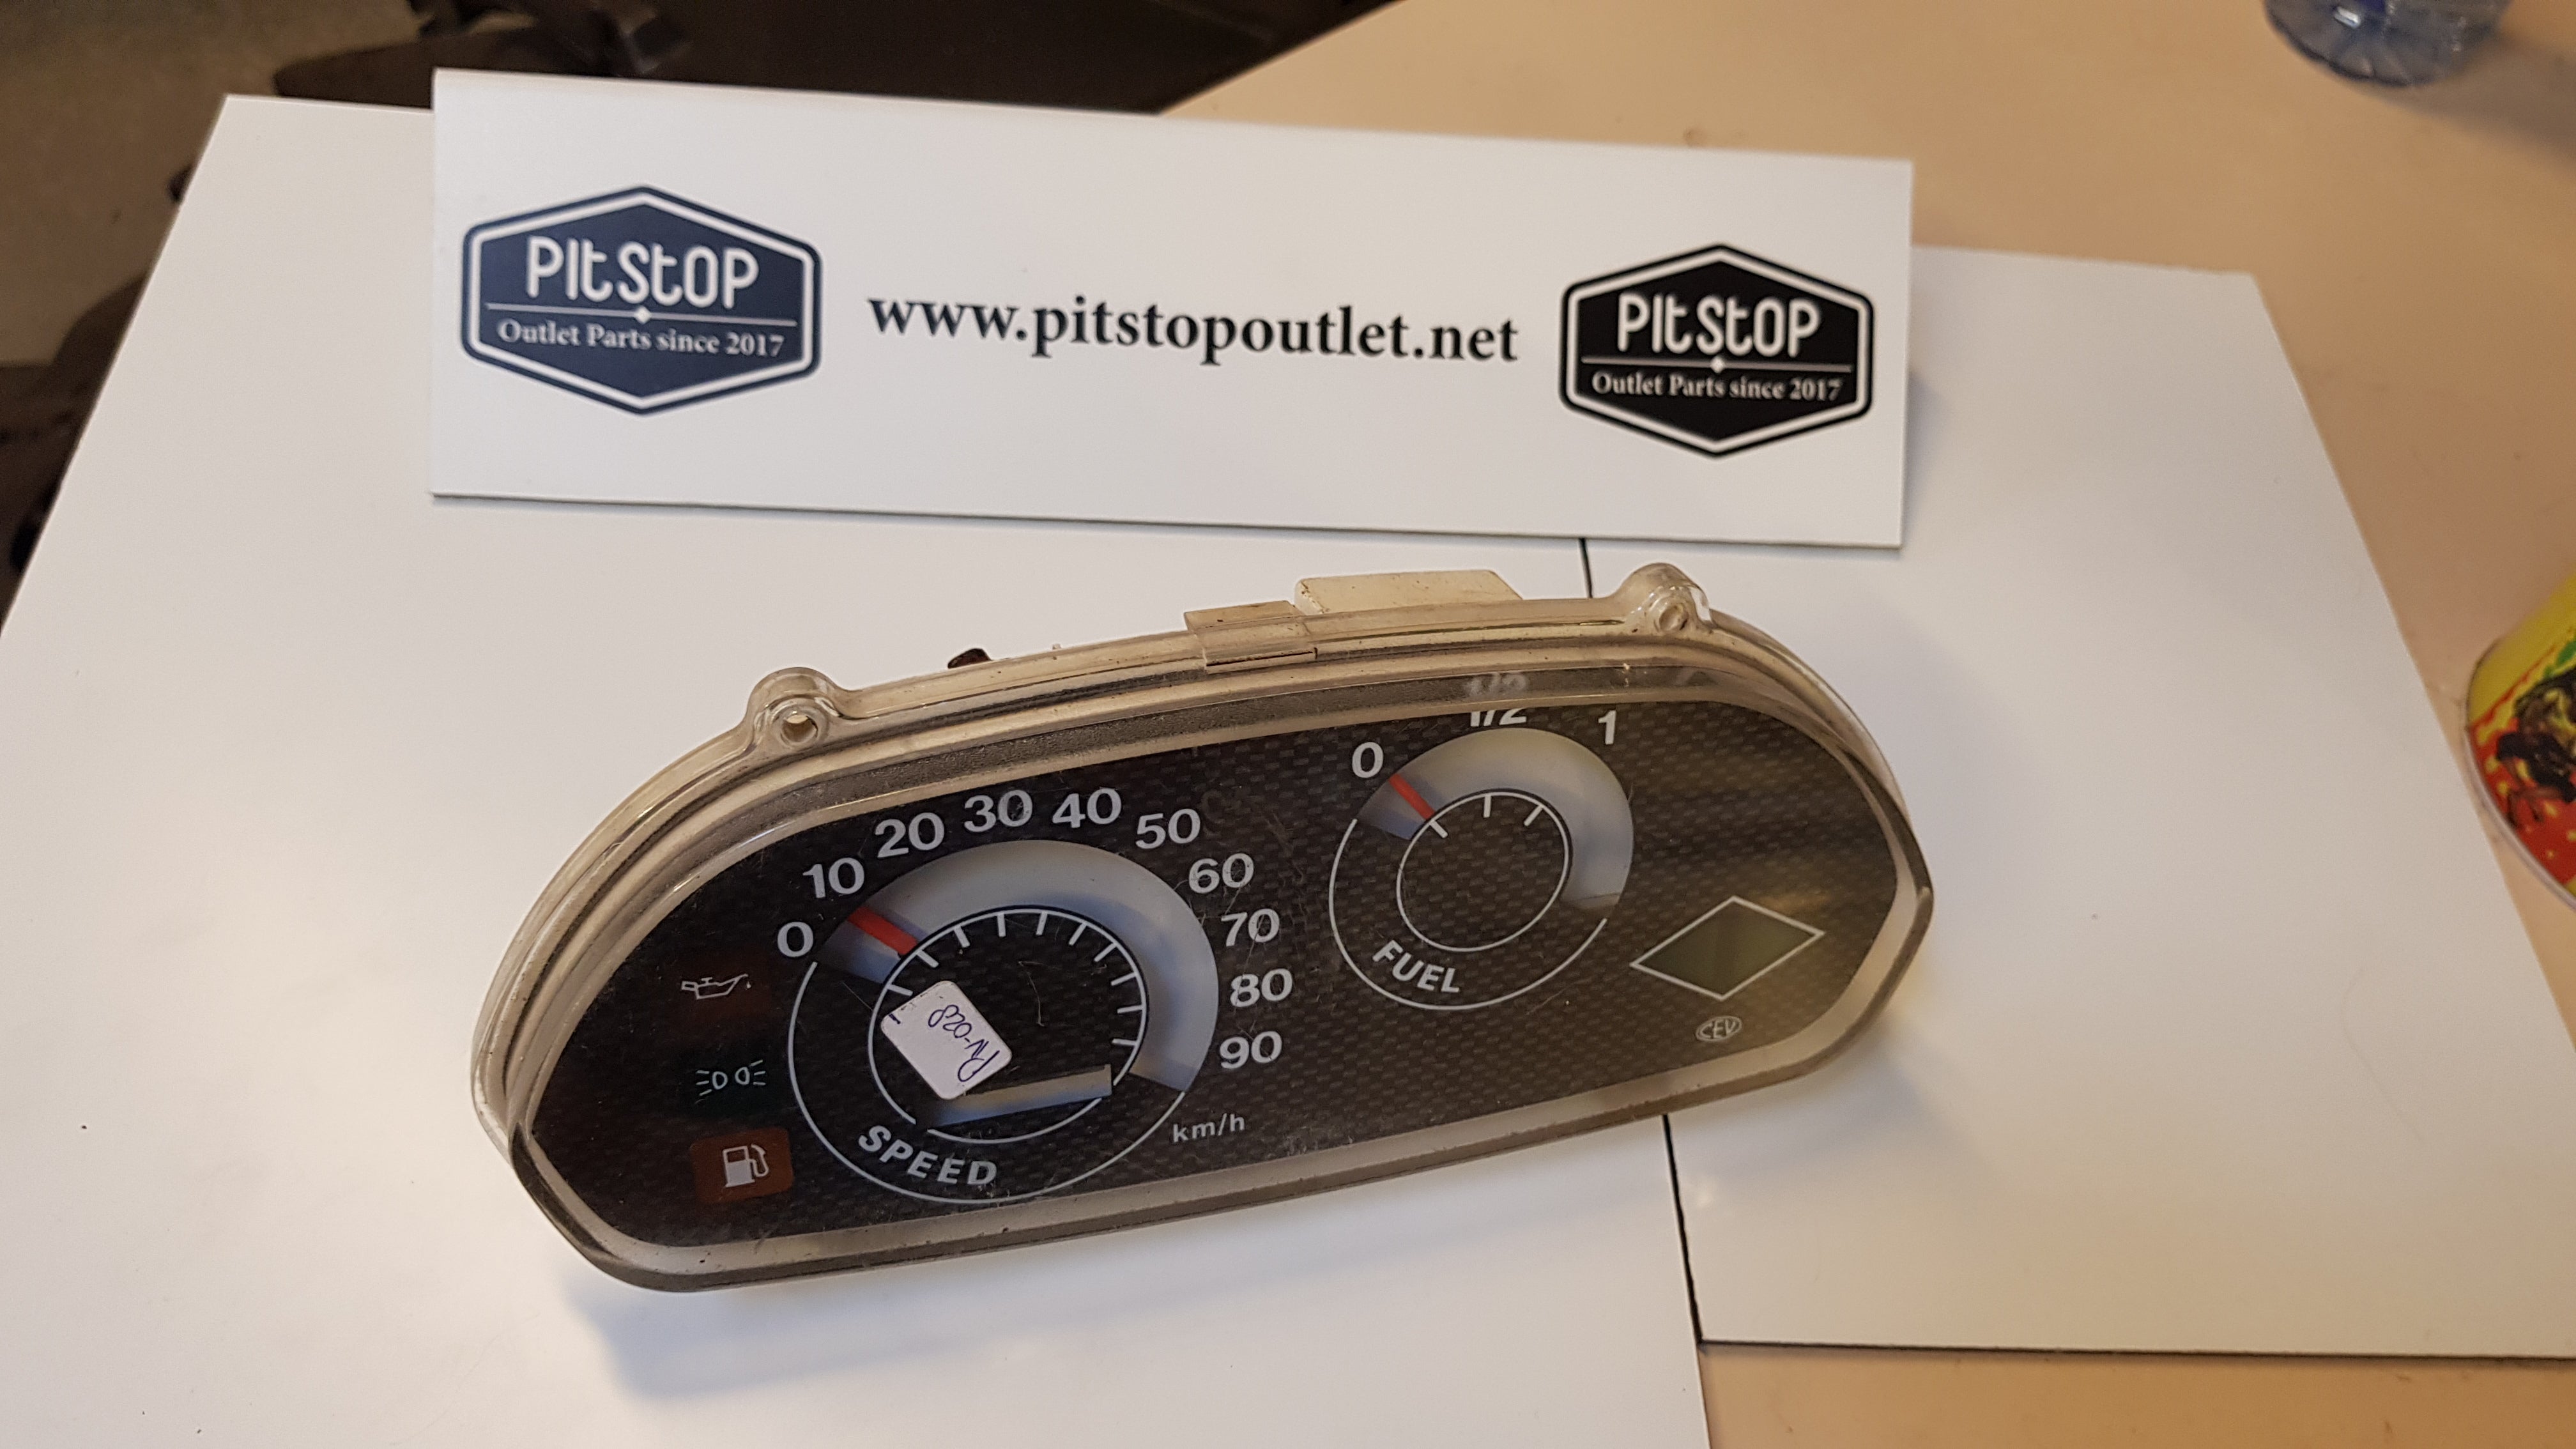 PItStOP
Outlet Parts since 2017
www.pitstopoutlet.net
PItStOP
Outlet Parts since 2017
0
10
20
30
40
50
60
70
80
90
km/h
SPEED
0
1/2
1
FUEL
CEV